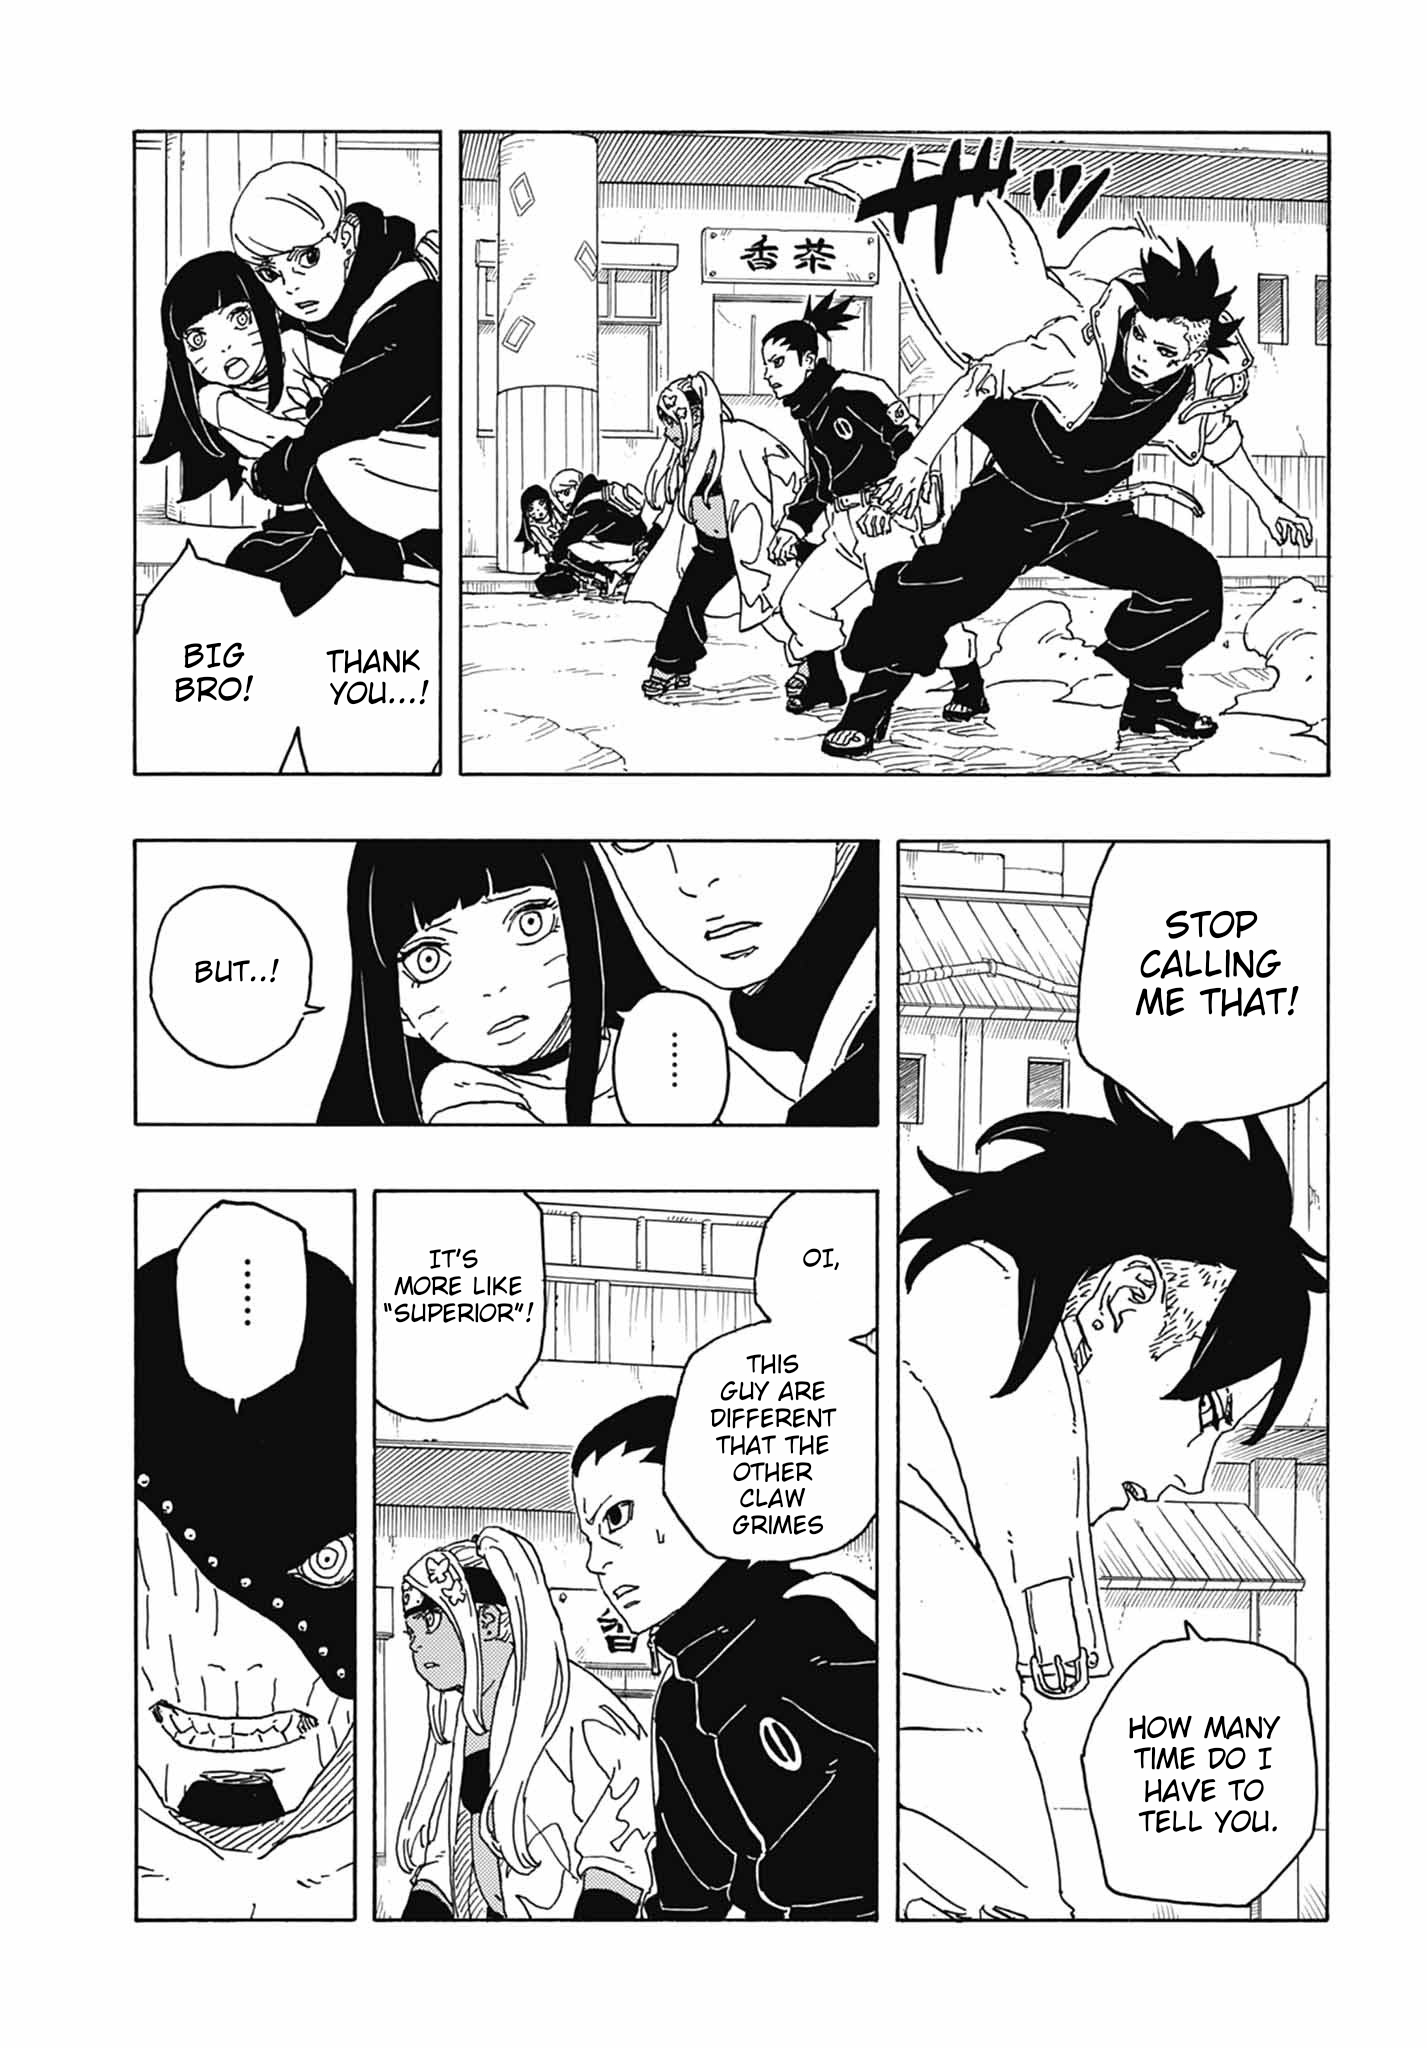 ザッ
香茶
THANK
YOU...!
BIG
BRO!
STOP
CALLING
ME THAT!
HOW MANY
TIME DO I
HAVE TO
TELL YOU.
......
BUT..!
OI,
THIS
GUY ARE
DIFFERENT
THAT THE
OTHER
CLAW
GRIMES
IT'S
MORE LIKE
"SUPERIOR"!
......